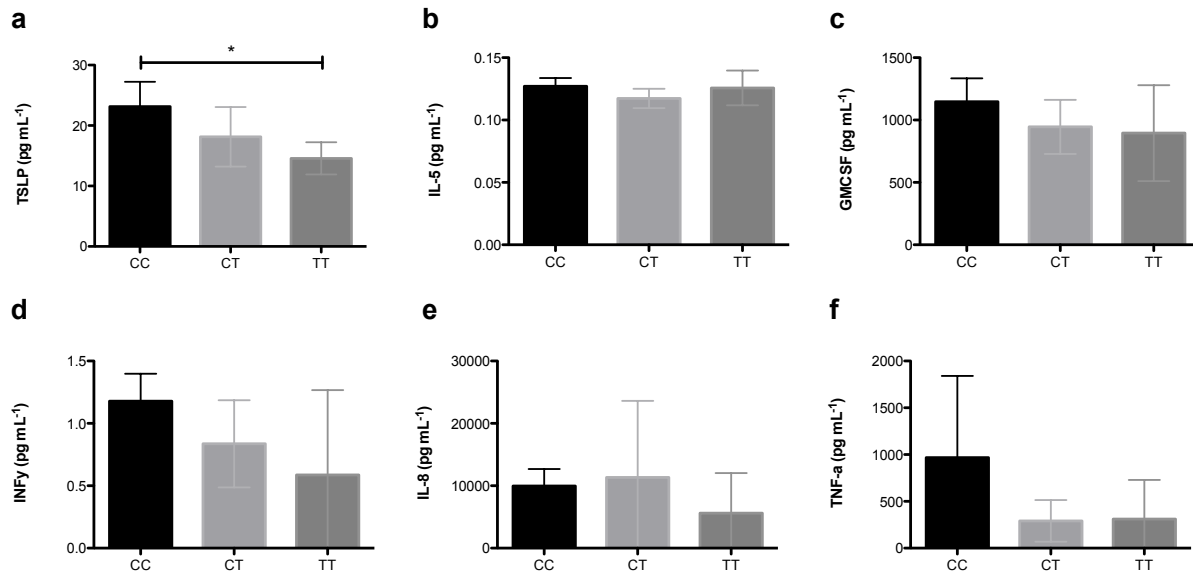 a
*
TSLP (pg mL-1)
30
20
10
0
CC CT TT
b
IL-5 (pg mL-1)
0.15
0.10
0.05
0.00
CC CT TT
c
GMCSF (pg mL-1)
1500
1000
500
0
CC CT TT
d
INFy (pg mL-1)
1.5
1.0
0.5
0.0
CC CT TT
e
IL-8 (pg mL-1)
30000
20000
10000
0
CC CT TT
f
TNF-a (pg mL-1)
2000
1500
1000
500
0
CC CT TT